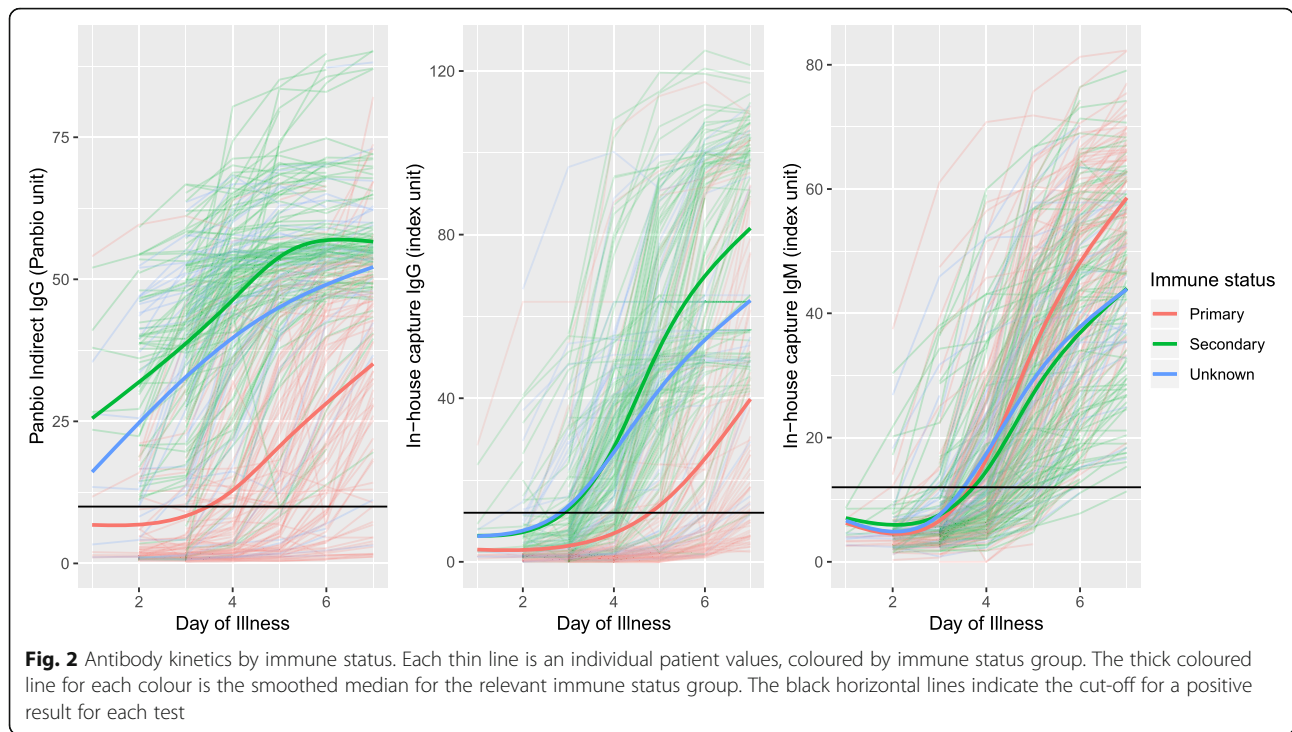 Panbio Indirect IgG (Panbio unit)
75
50
25
0
2
4
6
Day of Illness
In−house capture IgG (index unit)
120
80
40
0
2
4
6
Day of Illness
In−house capture IgM (index unit)
80
60
40
20
0
2
4
6
Day of Illness
Immune status
Primary
Secondary
Unknown
Fig. 2 Antibody kinetics by immune status. Each thin line is an individual patient values, coloured by immune status group. The thick coloured
line for each colour is the smoothed median for the relevant immune status group. The black horizontal lines indicate the cut-off for a positive
result for each test